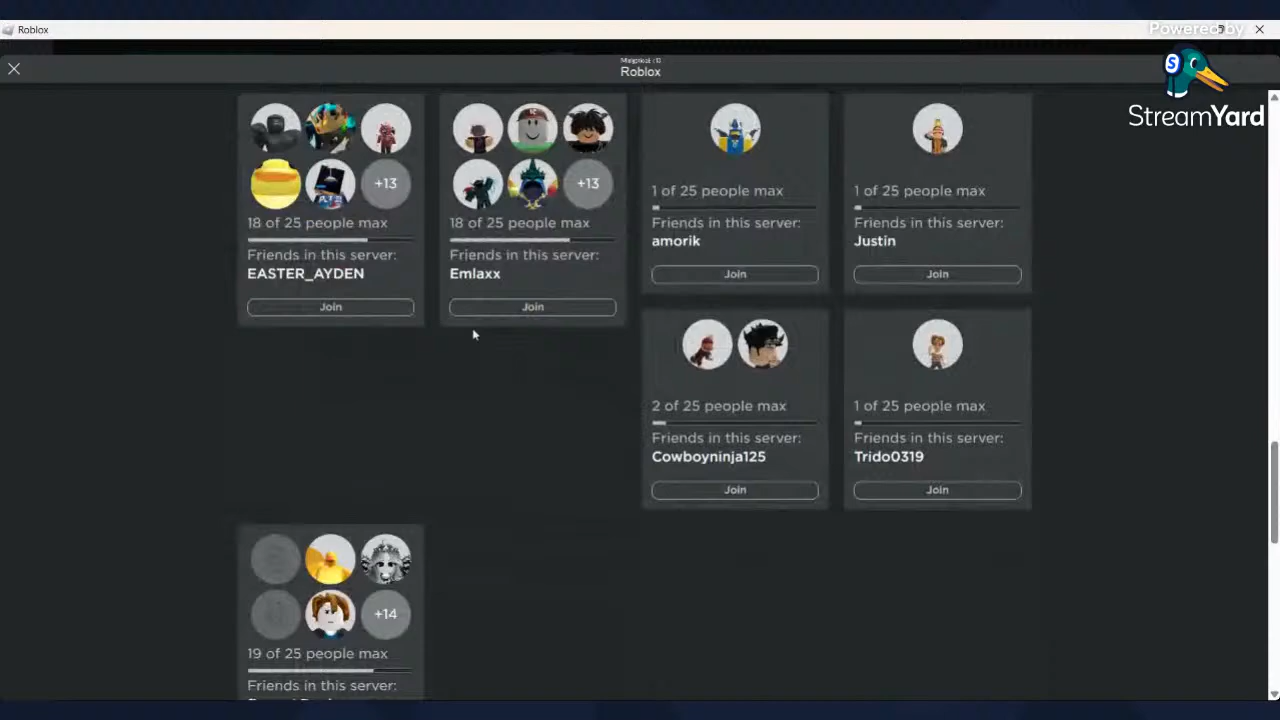 Roblox
Powered by
Roblox
StreamYard
+13
18 of 25 people max
Friends in this server:
EASTER_AYDEN
Join
+13
18 of 25 people max
Friends in this server:
Emlaxx
Join
1 of 25 people max
Friends in this server:
amorik
Join
1 of 25 people max
Friends in this server:
Justin
Join
2 of 25 people max
Friends in this server:
Cowboyninja125
Join
1 of 25 people max
Friends in this server:
Trido0319
Join
+14
19 of 25 people max
Friends in this server: